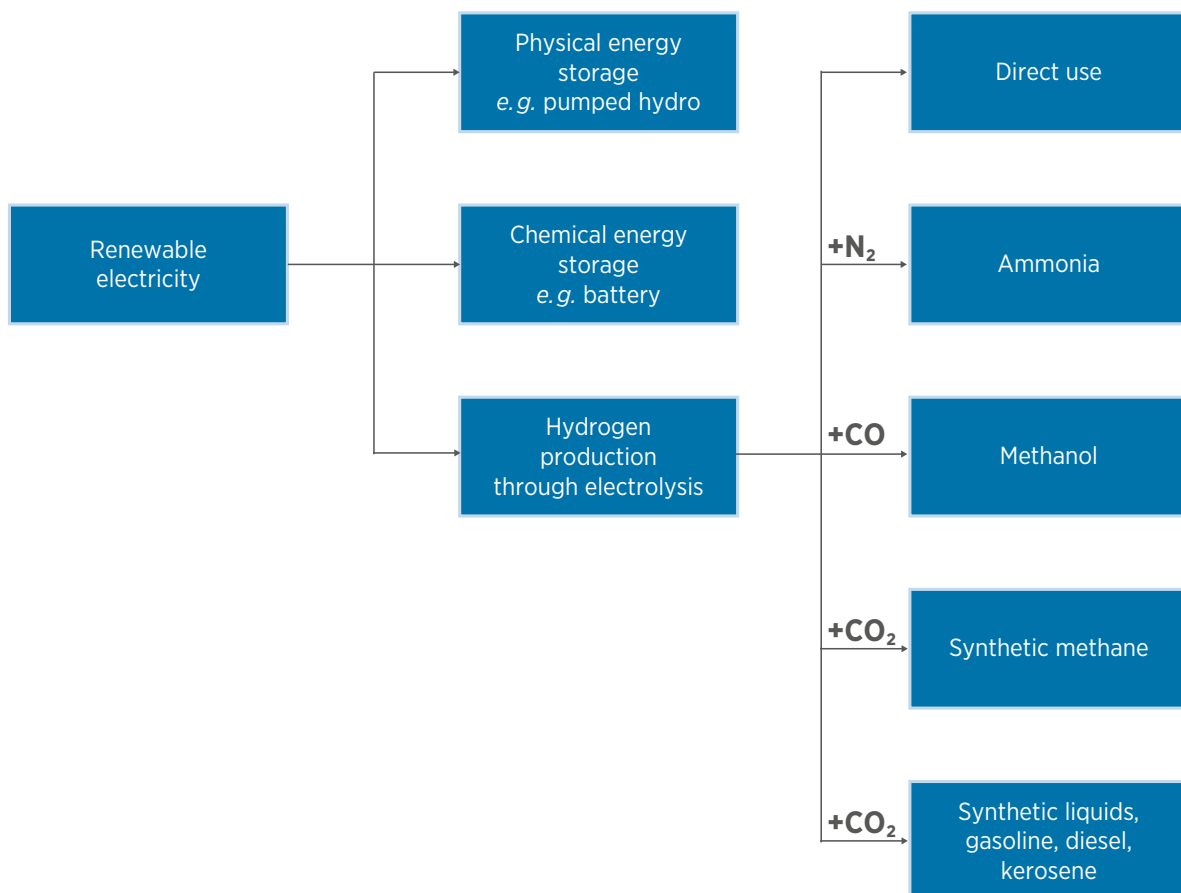 Physical energy
storage
e.g. pumped hydro
Direct use
Renewable
electricity
Chemical energy
storage
e.g. battery
+N₂
Ammonia
Hydrogen
production
through electrolysis
+CO
Methanol
+CO₂
Synthetic methane
+CO₂
Synthetic liquids,
gasoline, diesel,
kerosene